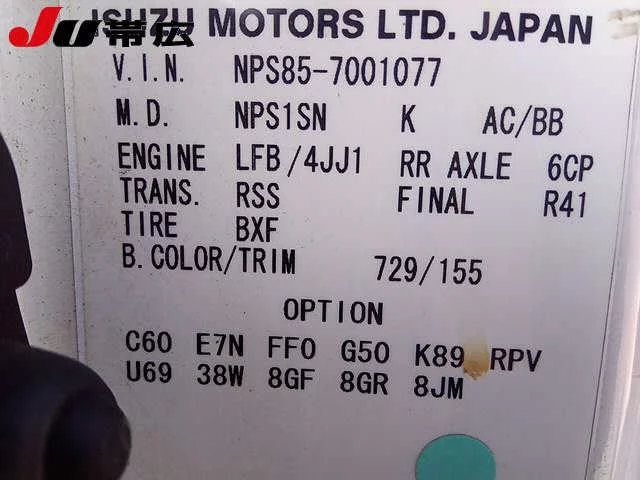 JU帯広 ISUZU MOTORS LTD. JAPAN
V.I.N. NPS85-7001077
M.D. NPS1SN K AC/BB
ENGINE LFB/4JJ1 RR AXLE 6CP
TRANS. RSS FINAL R41
TIRE BXF
B.COLOR/TRIM 729/155
OPTION
C60 E7N FF0 G50 K89 RPV
U69 38W 8GF 8GR 8JM